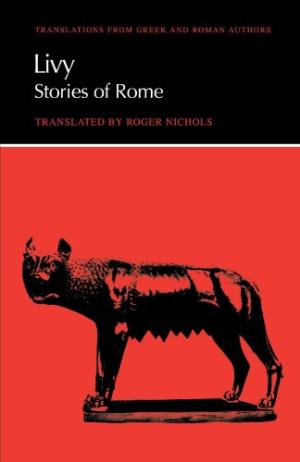 TRANSLATIONS FROM GREEK AND ROMAN AUTHORS
Livy
Stories of Rome
TRANSLATED BY ROGER NICHOLS